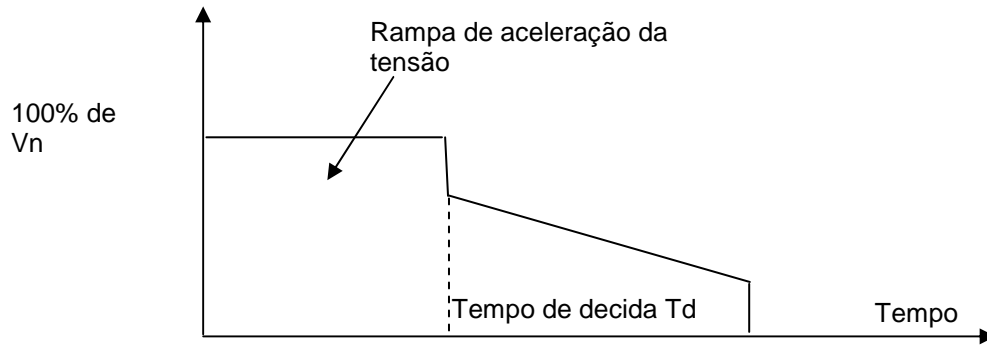 Rampa de aceleração da
tensão
100% de
Vn
Tempo de decida Td
Tempo